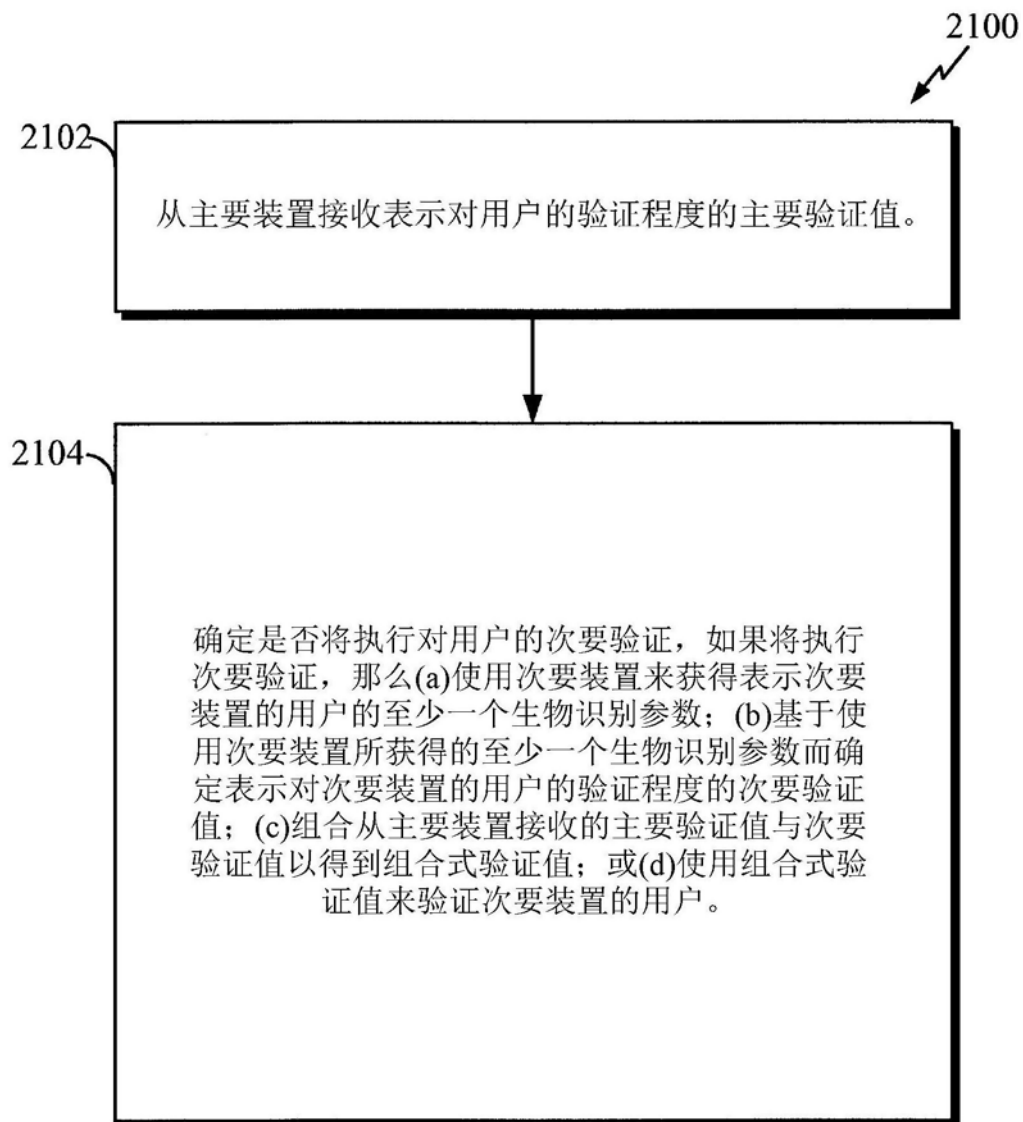 2100
2102
从主要装置接收表示对用户的验证程度的主要验证值。
2104
确定是否将执行对用户的次要验证，如果将执行
次要验证，那么(a)使用次要装置来获得表示次要
装置的用户的至少一个生物识别参数；(b)基于使
用次要装置所获得的至少一个生物识别参数而确
定表示对次要装置的用户的验证程度的次要验证
值；(c)组合从主要装置接收的主要验证值与次要
验证值以得到组合式验证值；或(d)使用组合式验
证值来验证次要装置的用户。